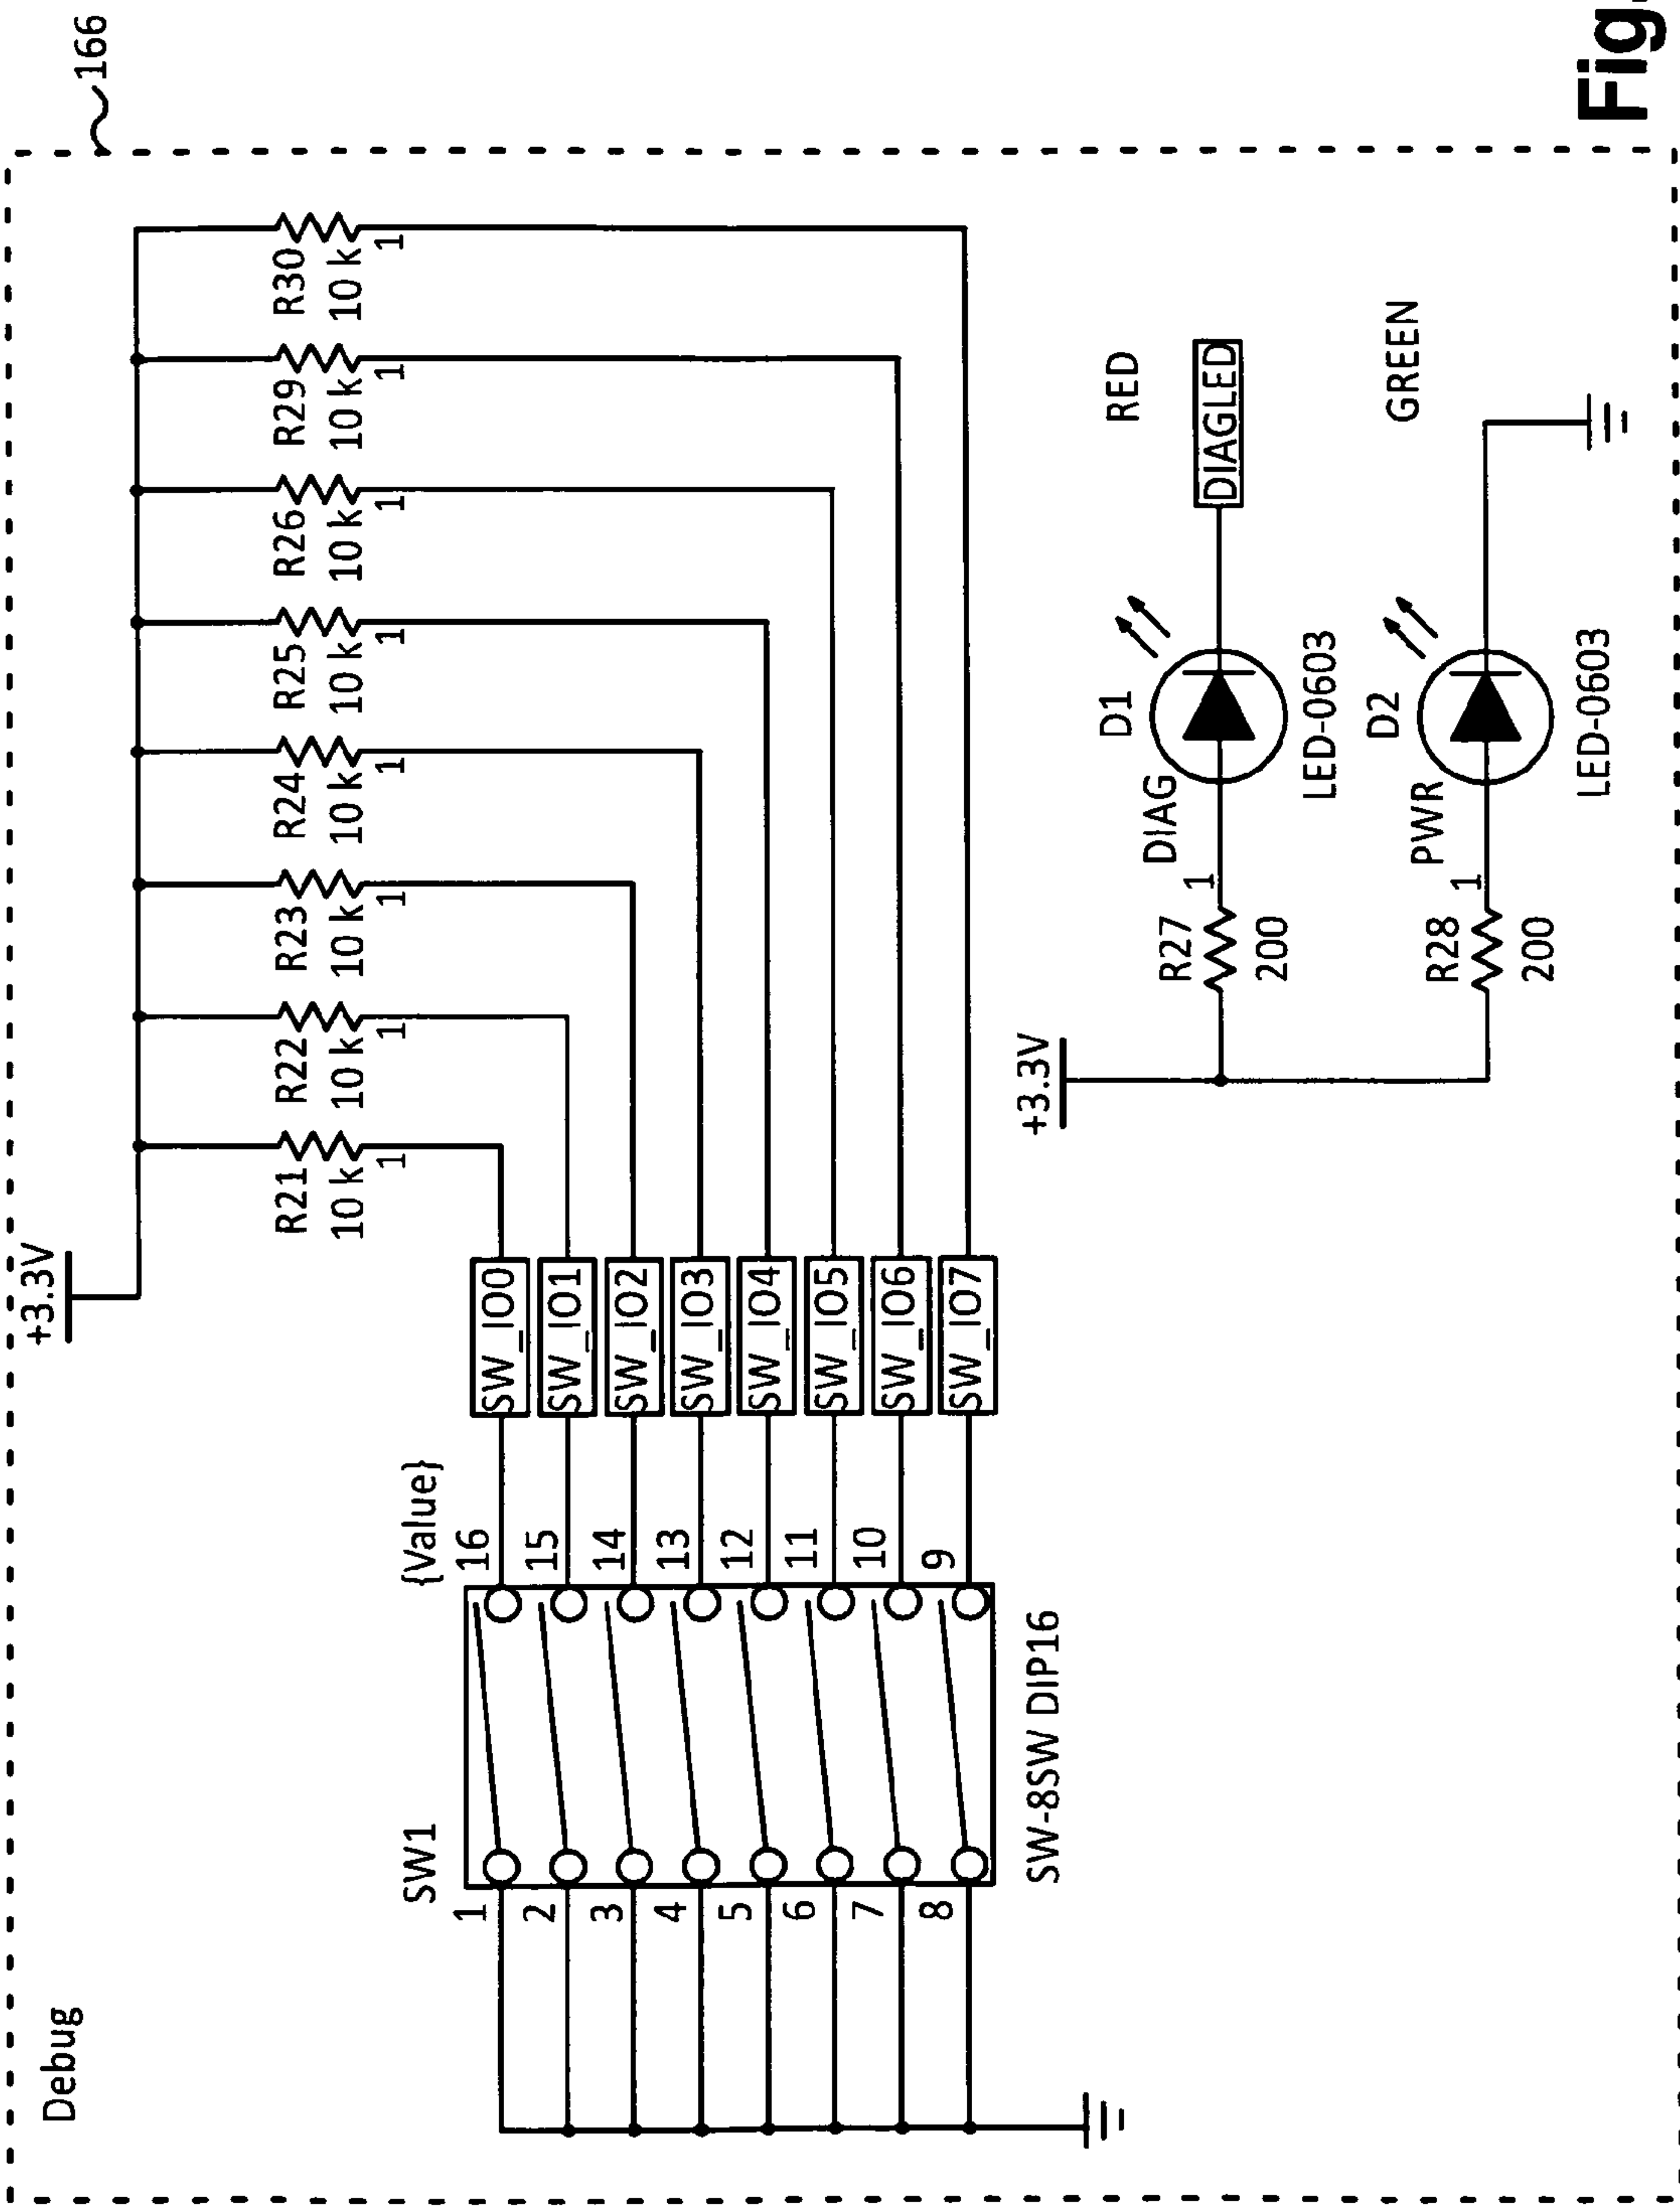 166
Debug
+3.3V
R21
10 k
1
R22
10 k
1
R23
10 k
1
R24
10 k
1
R25
10 k
1
R26
10 k
1
R29
10 k
1
R30
10 k
1
SW1
{Value}
1
16
SW_IO0
2
15
SW_IO1
3
14
SW_IO2
4
13
SW_IO3
5
12
SW_IO4
6
11
SW_IO5
7
10
SW_IO6
8
9
SW_IO7
SW-8SW DIP16
+3.3V
R27
1
200
DIAG
D1
LED-0603
RED
DIAGLED
R28
1
200
PWR
D2
LED-0603
GREEN
Fig.